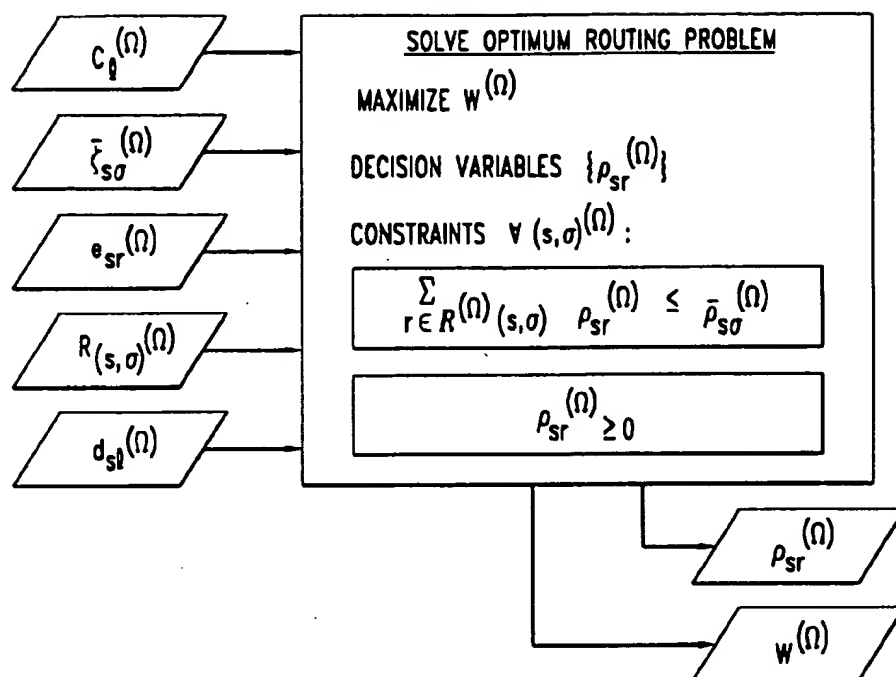 C_ℓ^(Ω)
ζ̄_sσ^(Ω)
e_sr^(Ω)
R_(s,σ)^(Ω)
d_sℓ^(Ω)
SOLVE OPTIMUM ROUTING PROBLEM
MAXIMIZE W^(Ω)
DECISION VARIABLES {ρ_sr^(Ω)}
CONSTRAINTS ∀ (s,σ)^(Ω) :
Σ_{r∈R^(Ω)(s,σ)} ρ_sr^(Ω) ≤ ρ̄_sσ^(Ω)
ρ_sr^(Ω) ≥ 0
ρ_sr^(Ω)
W^(Ω)